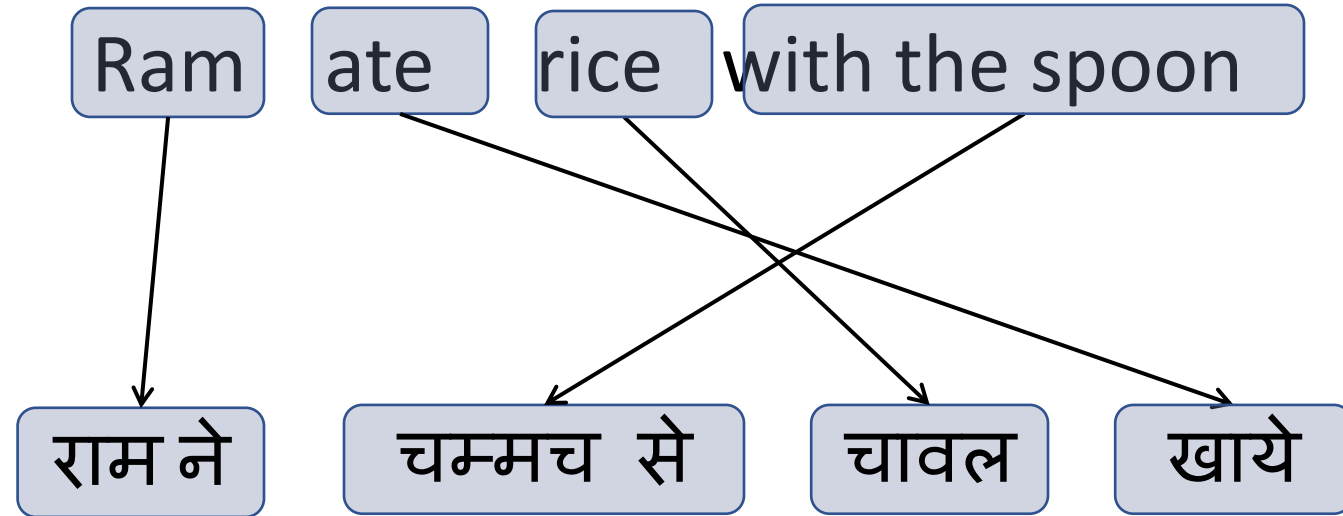 Ram ate rice with the spoon
राम ने चम्मच से चावल खाये